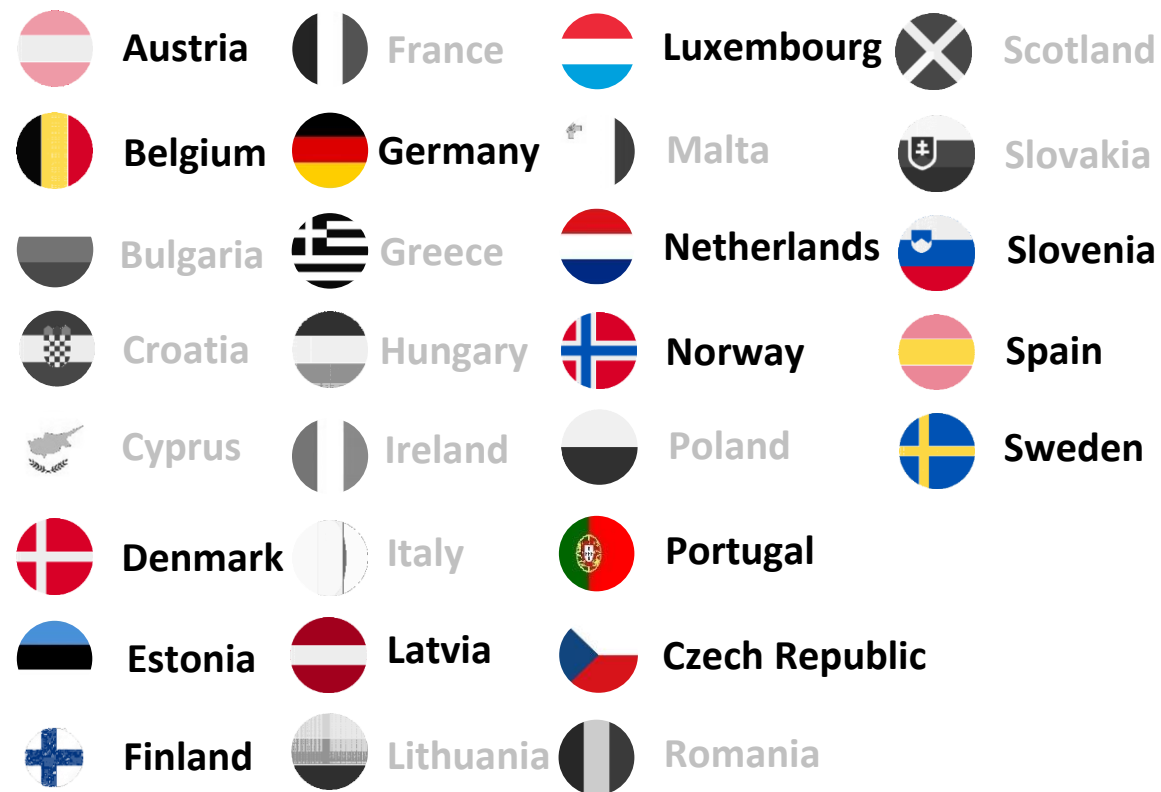 Austria
Belgium
Bulgaria
Croatia
Cyprus
Denmark
Estonia
Finland
France
Germany
Greece
Hungary
Ireland
Italy
Latvia
Lithuania
Luxembourg
Malta
Netherlands
Norway
Poland
Portugal
Czech Republic
Romania
Scotland
Slovakia
Slovenia
Spain
Sweden